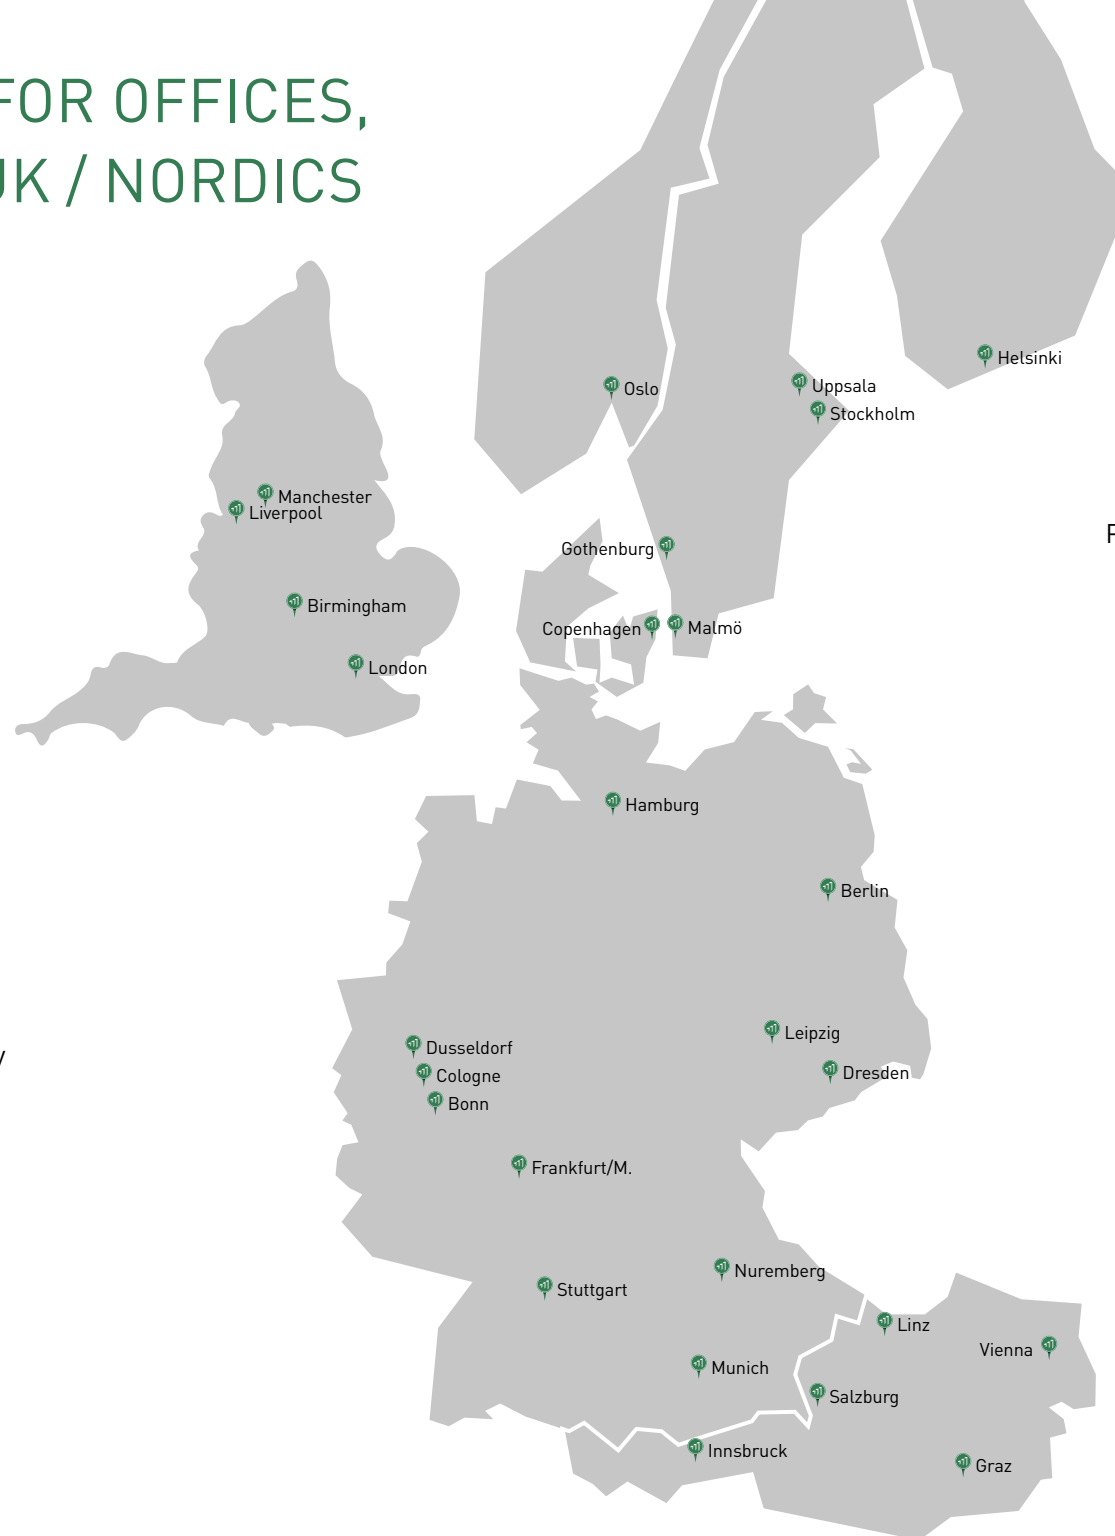 FOR OFFICES,
UK / NORDICS
Helsinki
Oslo
Uppsala
Stockholm
Manchester
Liverpool
Gothenburg
Birmingham
Copenhagen
Malmö
London
Hamburg
Berlin
Leipzig
Dusseldorf
Dresden
Cologne
Bonn
Frankfurt/M.
Nuremberg
Stuttgart
Linz
Vienna
Munich
Salzburg
Innsbruck
Graz